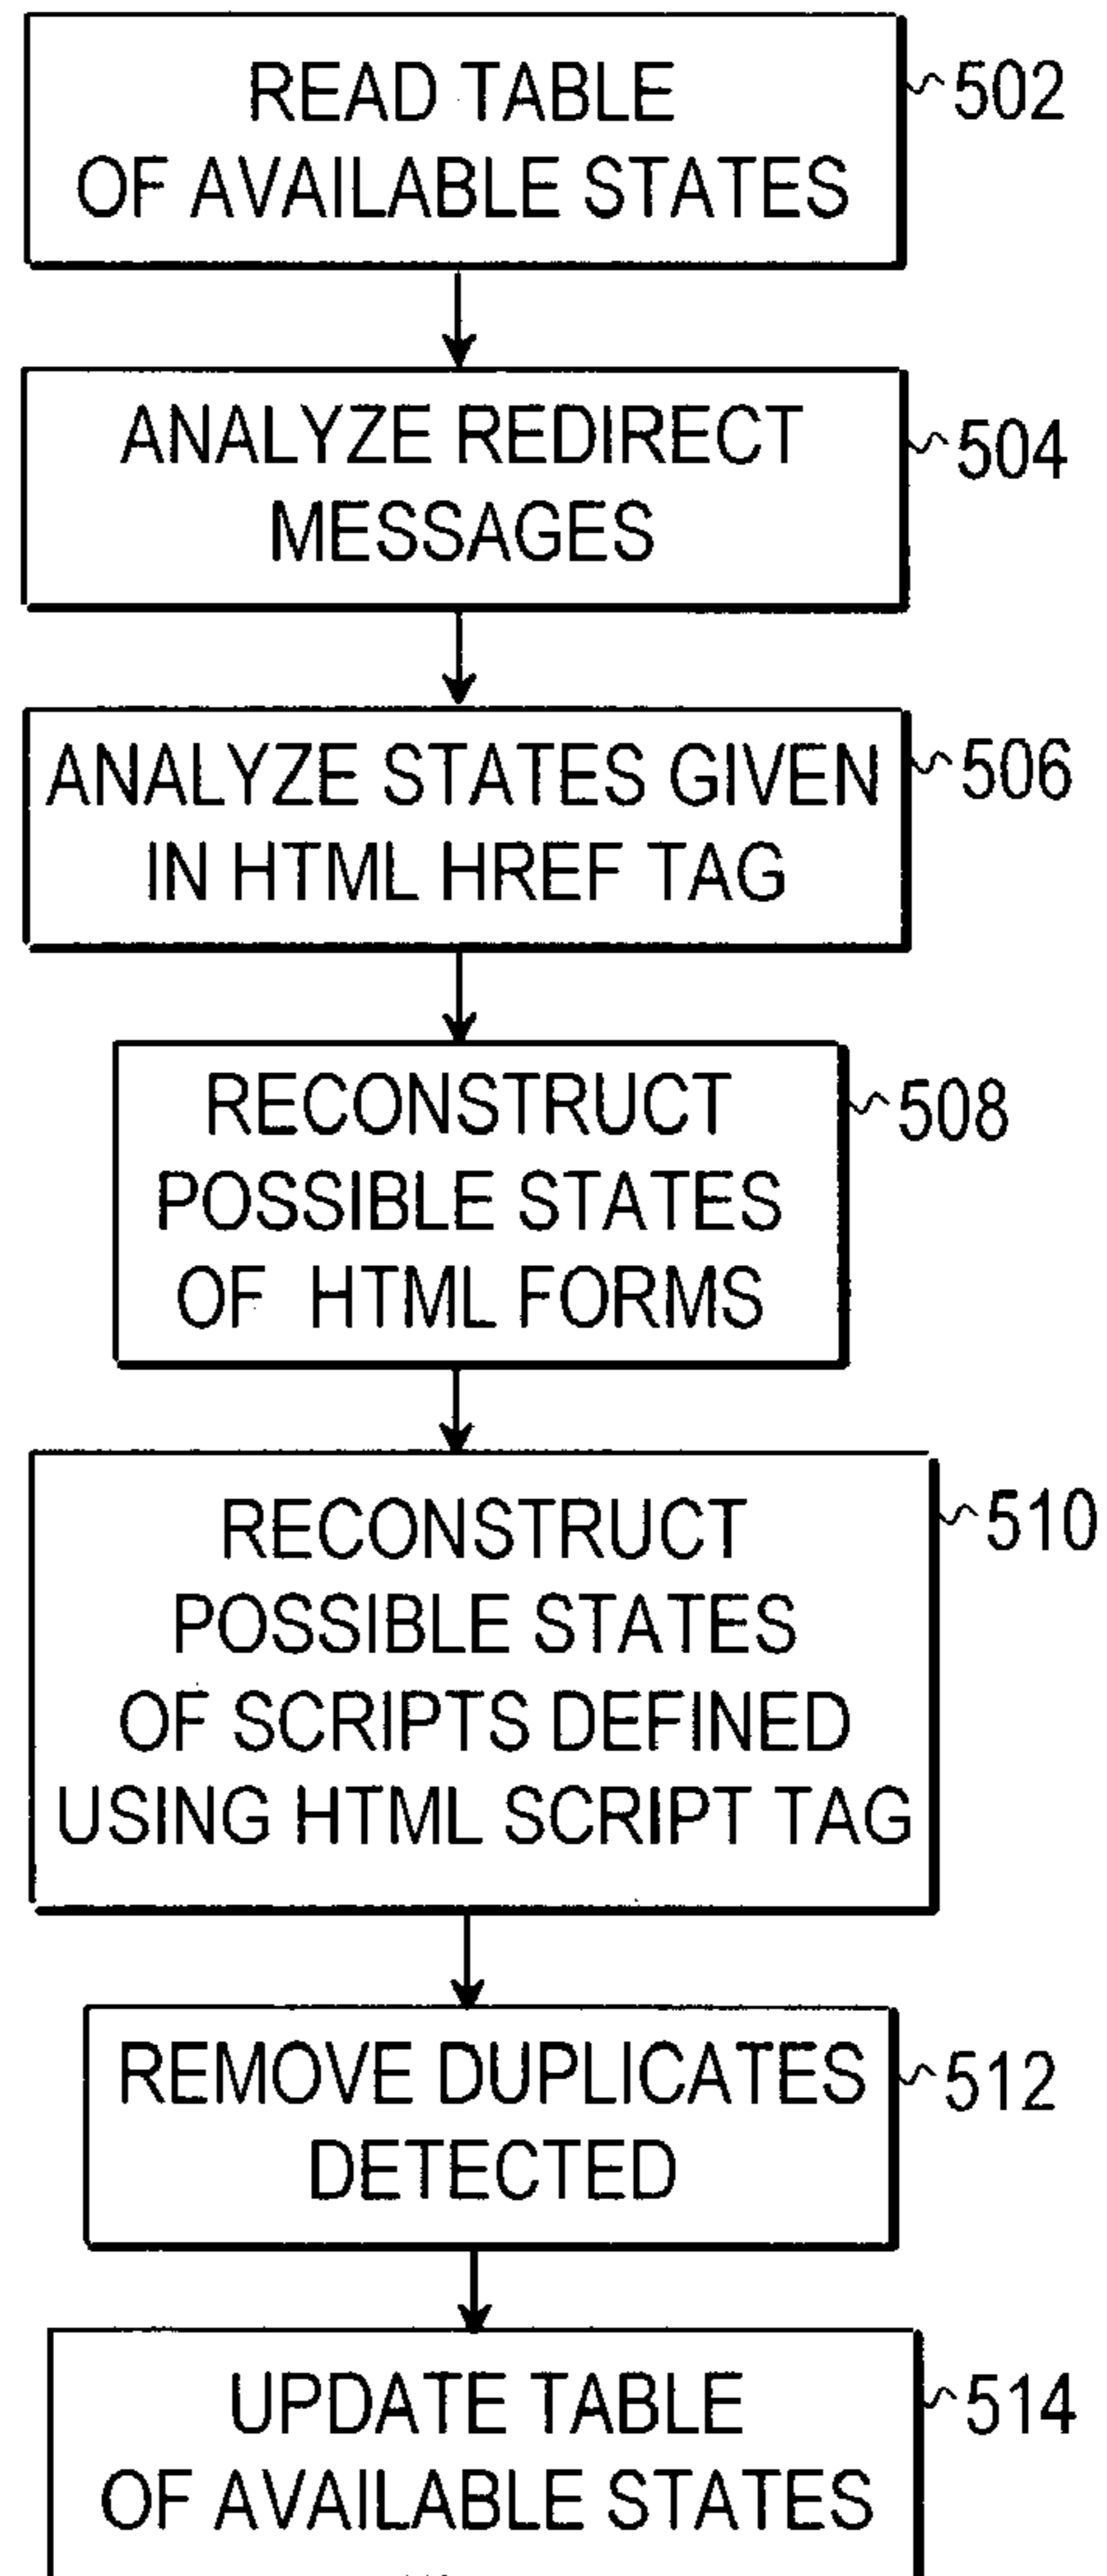 READ TABLE
OF AVAILABLE STATES
502
ANALYZE REDIRECT
MESSAGES
504
ANALYZE STATES GIVEN
IN HTML HREF TAG
506
RECONSTRUCT
POSSIBLE STATES
OF HTML FORMS
508
RECONSTRUCT
POSSIBLE STATES
OF SCRIPTS DEFINED
USING HTML SCRIPT TAG
510
REMOVE DUPLICATES
DETECTED
512
UPDATE TABLE
OF AVAILABLE STATES
514